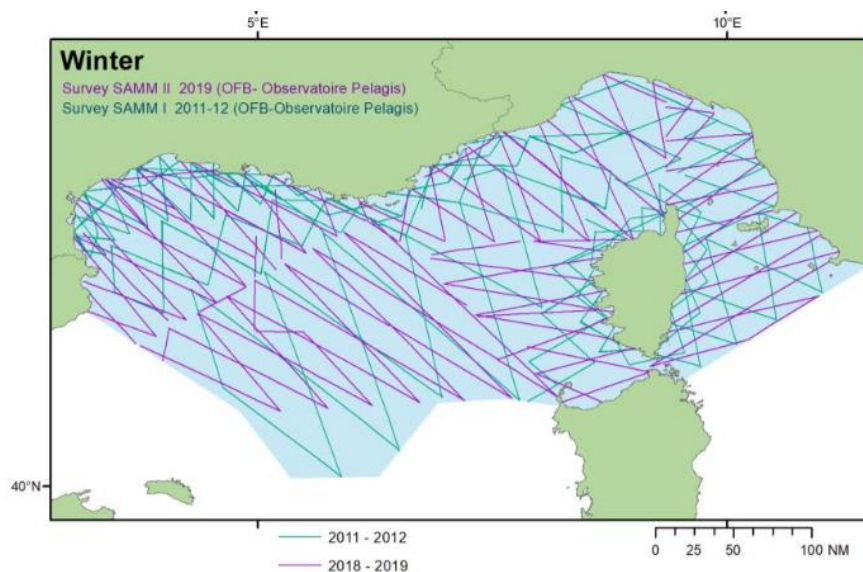 5°E
10°E
Winter
Survey SAMM II 2019 (OFB- Observatoire Pelagis)
Survey SAMM I 2011-12 (OFB-Observatoire Pelagis)
40°N
2011 - 2012
2018 - 2019
0 25 50 100 NM